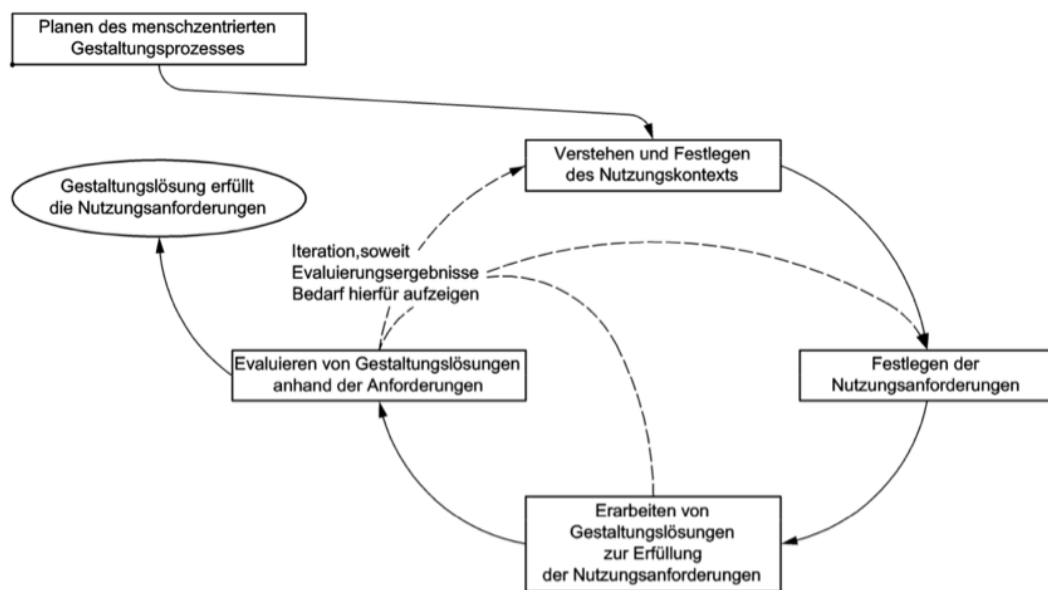 Planen des menschzentrierten
Gestaltungsprozesses
Verstehen und Festlegen
des Nutzungskontexts
Gestaltungslösung erfüllt
die Nutzungsanforderungen
Iteration,soweit
Evaluierungsergebnisse
Bedarf hierfür aufzeigen
Evaluieren von Gestaltungslösungen
anhand der Anforderungen
Festlegen der
Nutzungsanforderungen
Erarbeiten von
Gestaltungslösungen
zur Erfüllung
der Nutzungsanforderungen